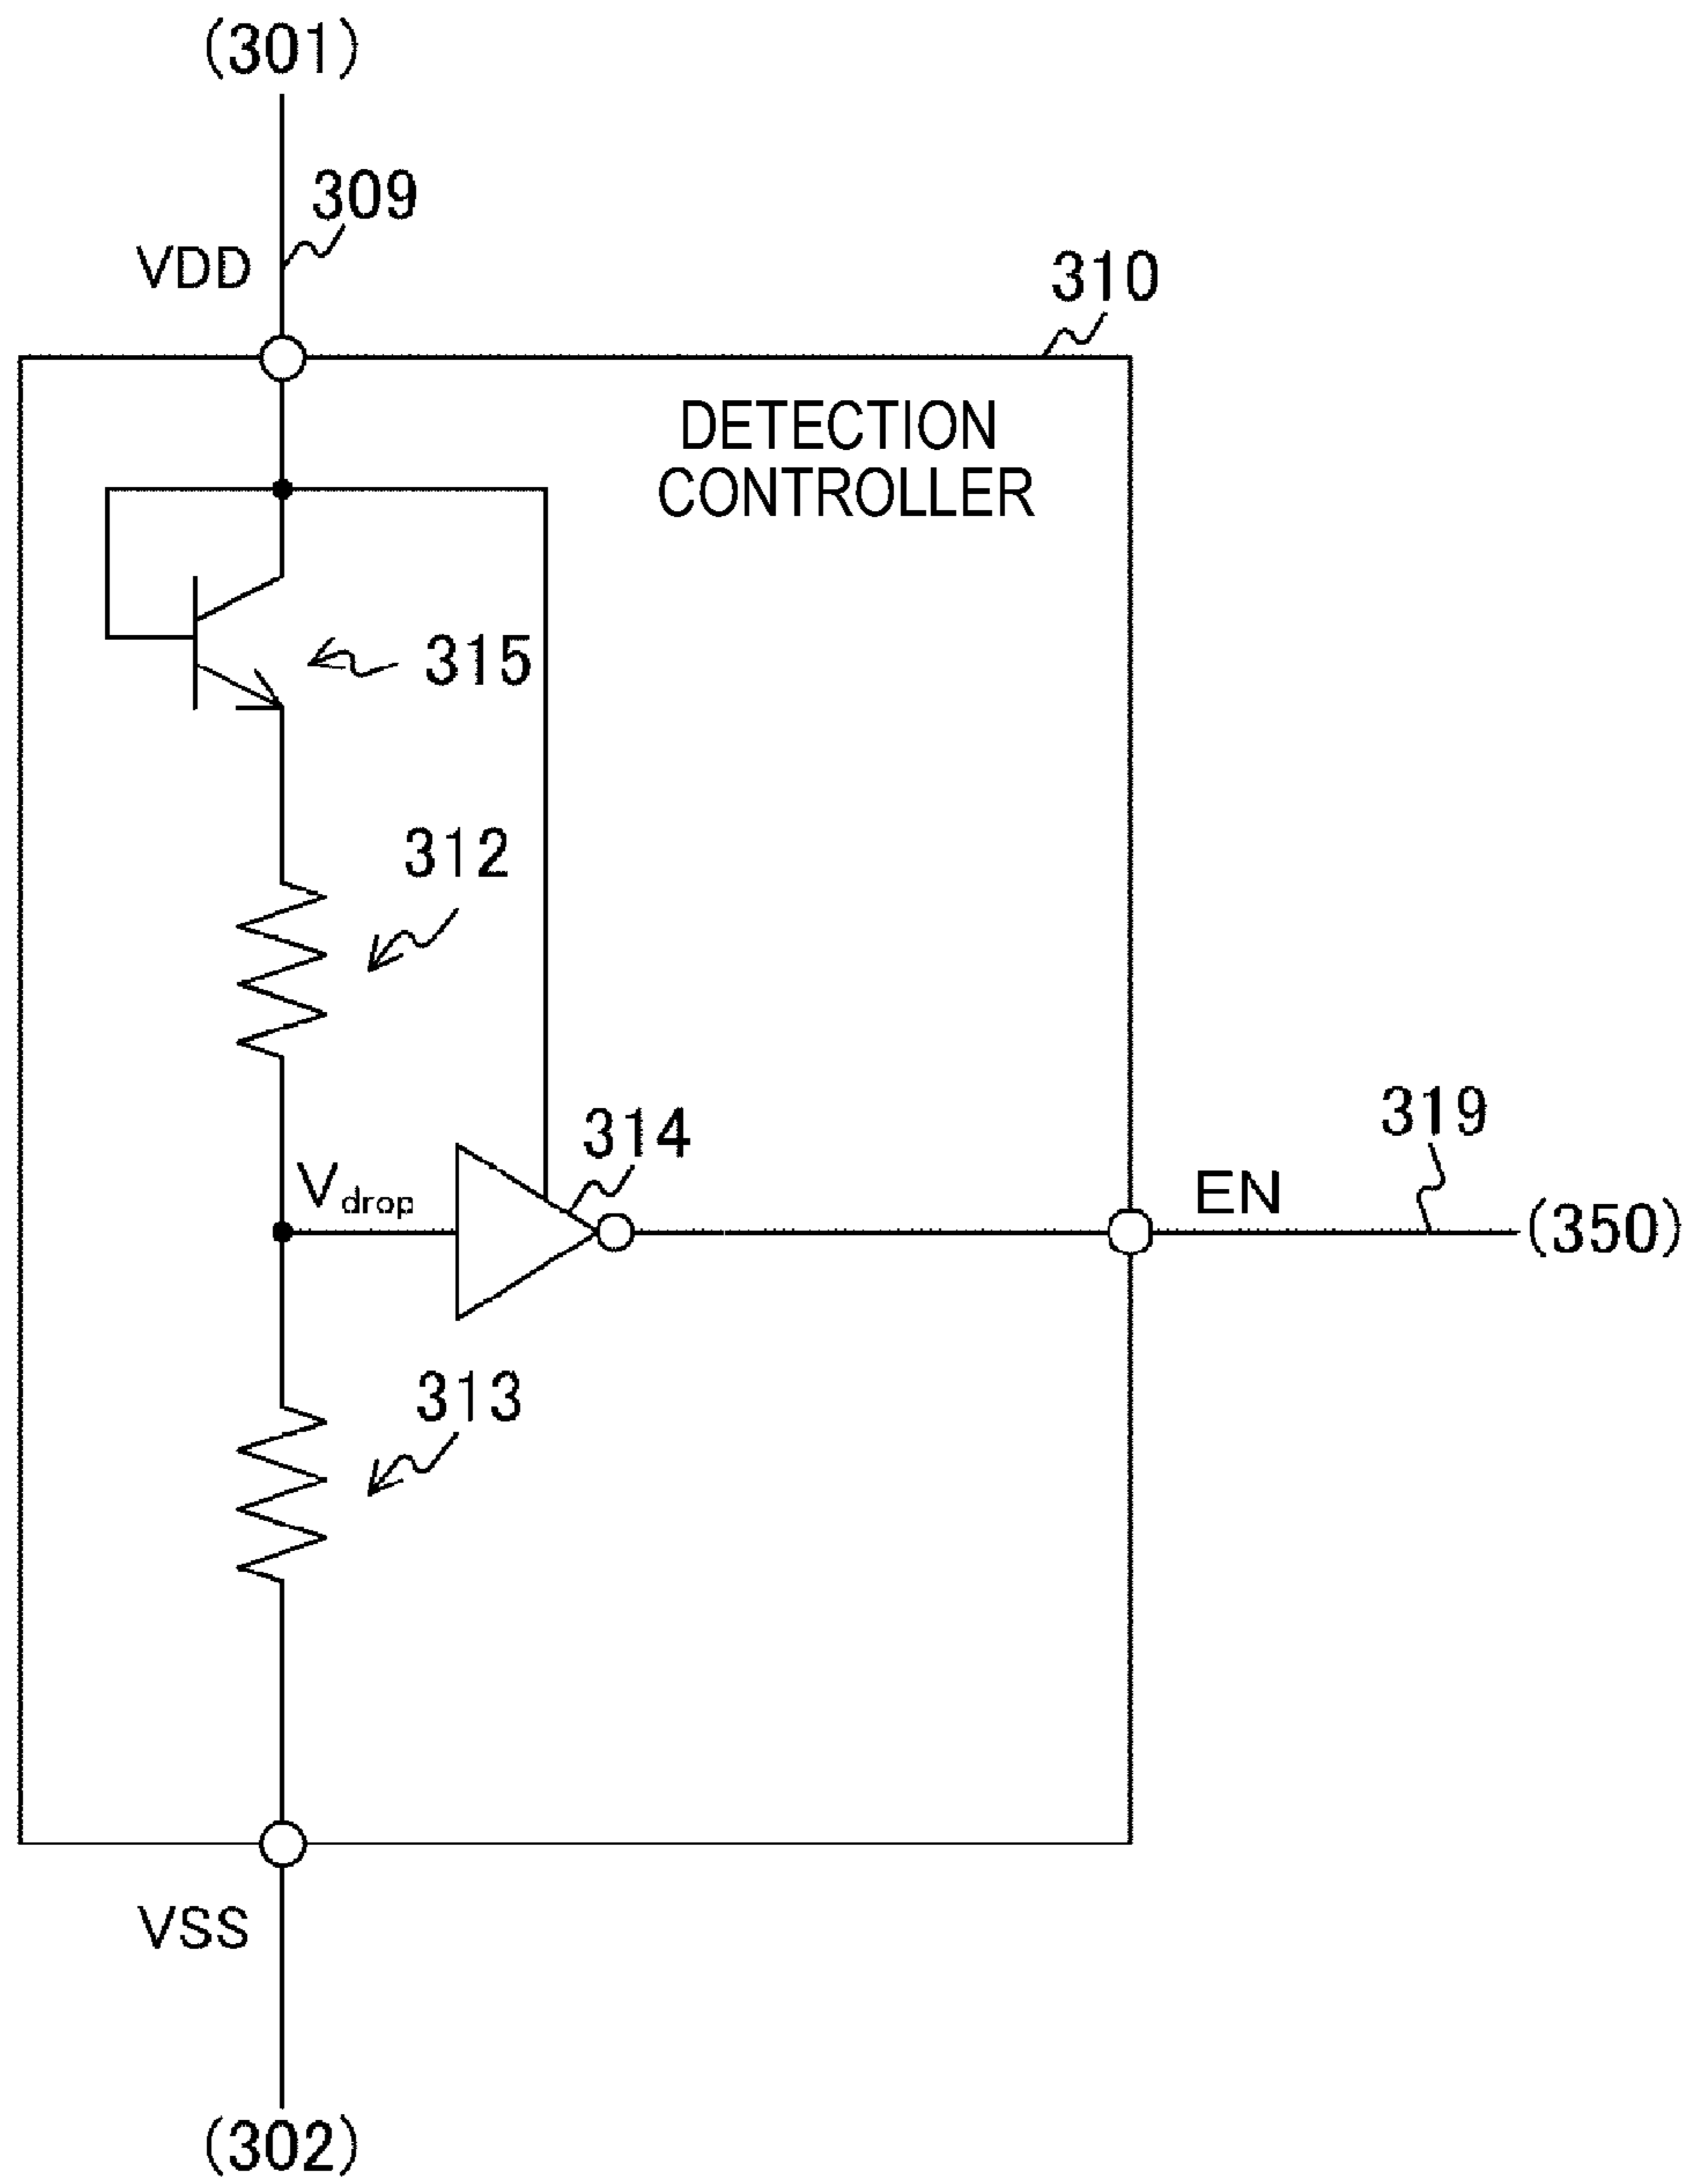 (301)
309
VDD
310
DETECTION
CONTROLLER
315
312
314
319
Vdrop
EN
(350)
313
VSS
(302)